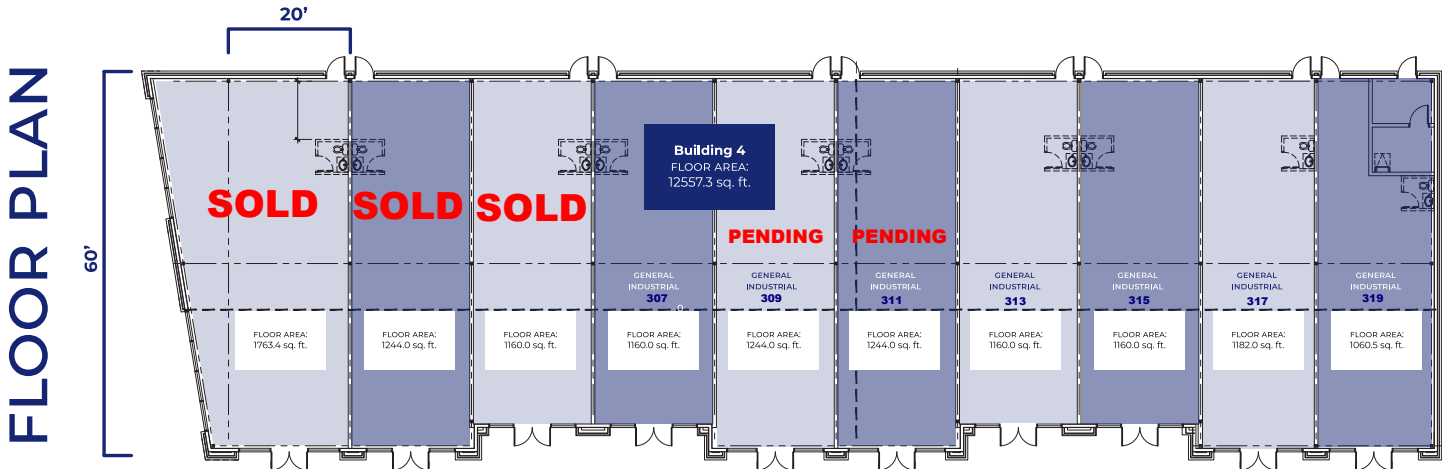 FLOOR PLAN
20’
60’
Building 4
FLOOR AREA:
12557.3 sq. ft.
SOLD
SOLD
SOLD
PENDING
PENDING
GENERAL
INDUSTRIAL
307
GENERAL
INDUSTRIAL
309
GENERAL
INDUSTRIAL
311
GENERAL
INDUSTRIAL
313
GENERAL
INDUSTRIAL
315
GENERAL
INDUSTRIAL
317
GENERAL
INDUSTRIAL
319
FLOOR AREA:
1763.4 sq. ft.
FLOOR AREA:
1244.0 sq. ft.
FLOOR AREA:
1160.0 sq. ft.
FLOOR AREA:
1160.0 sq. ft.
FLOOR AREA:
1244.0 sq. ft.
FLOOR AREA:
1244.0 sq. ft.
FLOOR AREA:
1160.0 sq. ft.
FLOOR AREA:
1160.0 sq. ft.
FLOOR AREA:
1182.0 sq. ft.
FLOOR AREA:
1060.5 sq. ft.